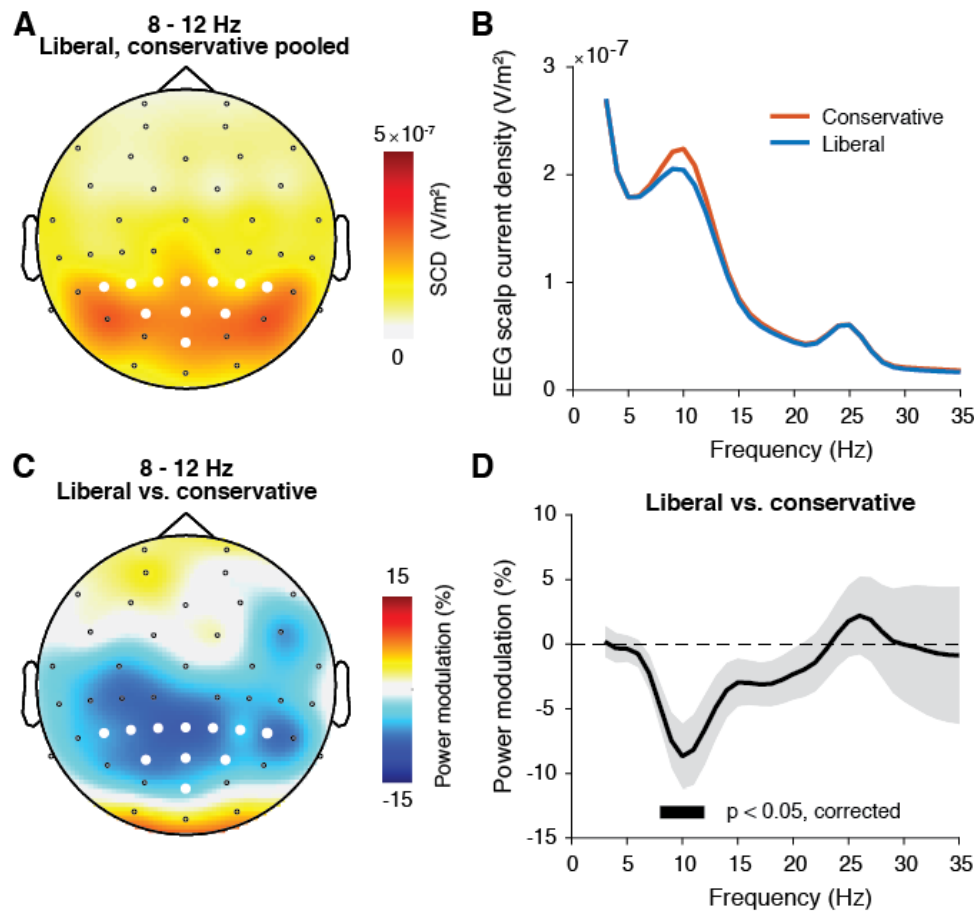 A
8 - 12 Hz
Liberal, conservative pooled
5×10⁻⁷
SCD (V/m²)
0
B
×10⁻⁷
3
2
1
0
EEG scalp current density (V/m²)
Conservative
Liberal
0
5
10
15
20
25
30
35
Frequency (Hz)
C
8 - 12 Hz
Liberal vs. conservative
15
Power modulation (%)
-15
D
Liberal vs. conservative
10
5
0
-5
-10
-15
Power modulation (%)
p < 0.05, corrected
0
5
10
15
20
25
30
35
Frequency (Hz)